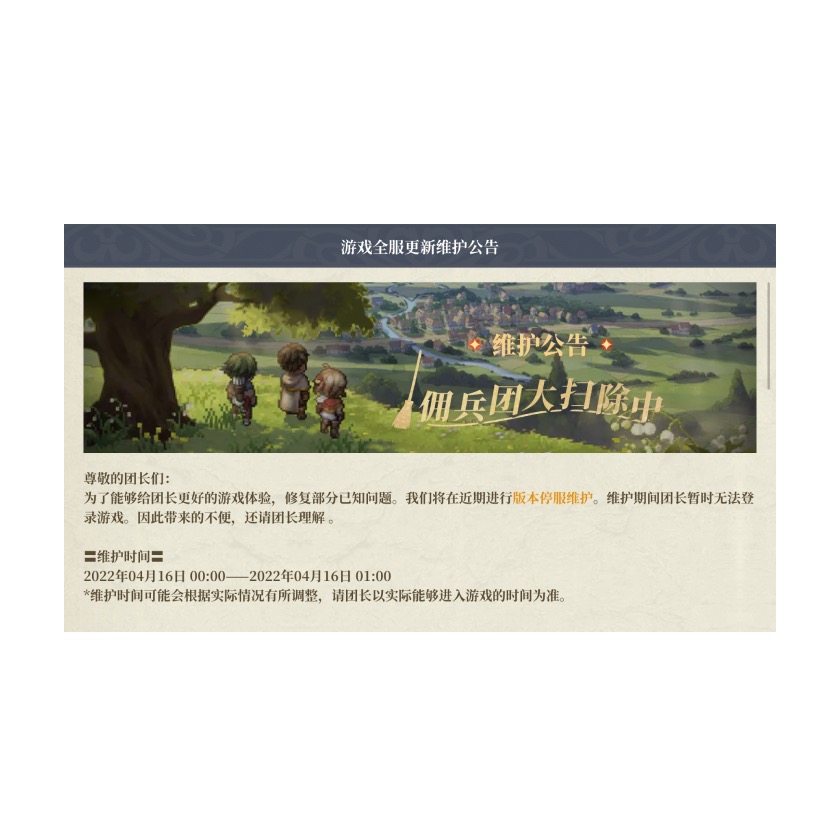 游戏全服更新维护公告
维护公告
佣兵团大扫除中
尊敬的团长们：
为了能够给团长更好的游戏体验，修复部分已知问题。我们将在近期进行版本停服维护。维护期间团长暂时无法登
录游戏。因此带来的不便，还请团长理解 。
〓维护时间〓
2022年04月16日 00:00——2022年04月16日 01:00
*维护时间可能会根据实际情况有所调整，请团长以实际能够进入游戏的时间为准。